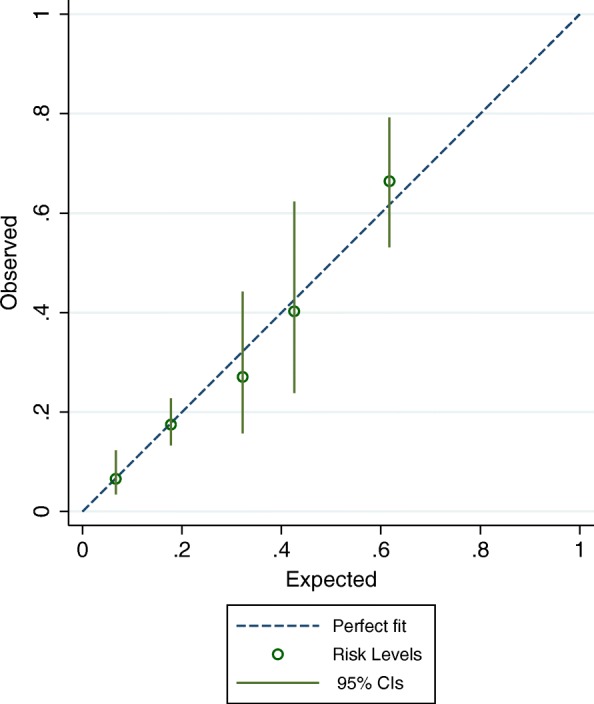 1
.8
.6
.4
.2
0
Observed
0 .2 .4 .6 .8 1
Expected
Perfect fit
Risk Levels
95% CIs